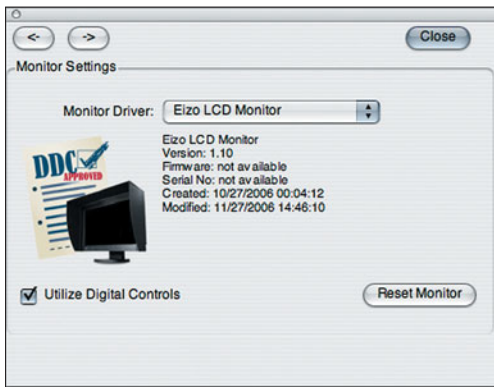 <- -> Close
Monitor Settings
Monitor Driver: Eizo LCD Monitor
Eizo LCD Monitor
Version: 1.10
Firmware: not available
Serial No: not available
Created: 10/27/2006 00:04:12
Modified: 11/27/2006 14:46:10
DDC
APPROVED
Utilize Digital Controls Reset Monitor